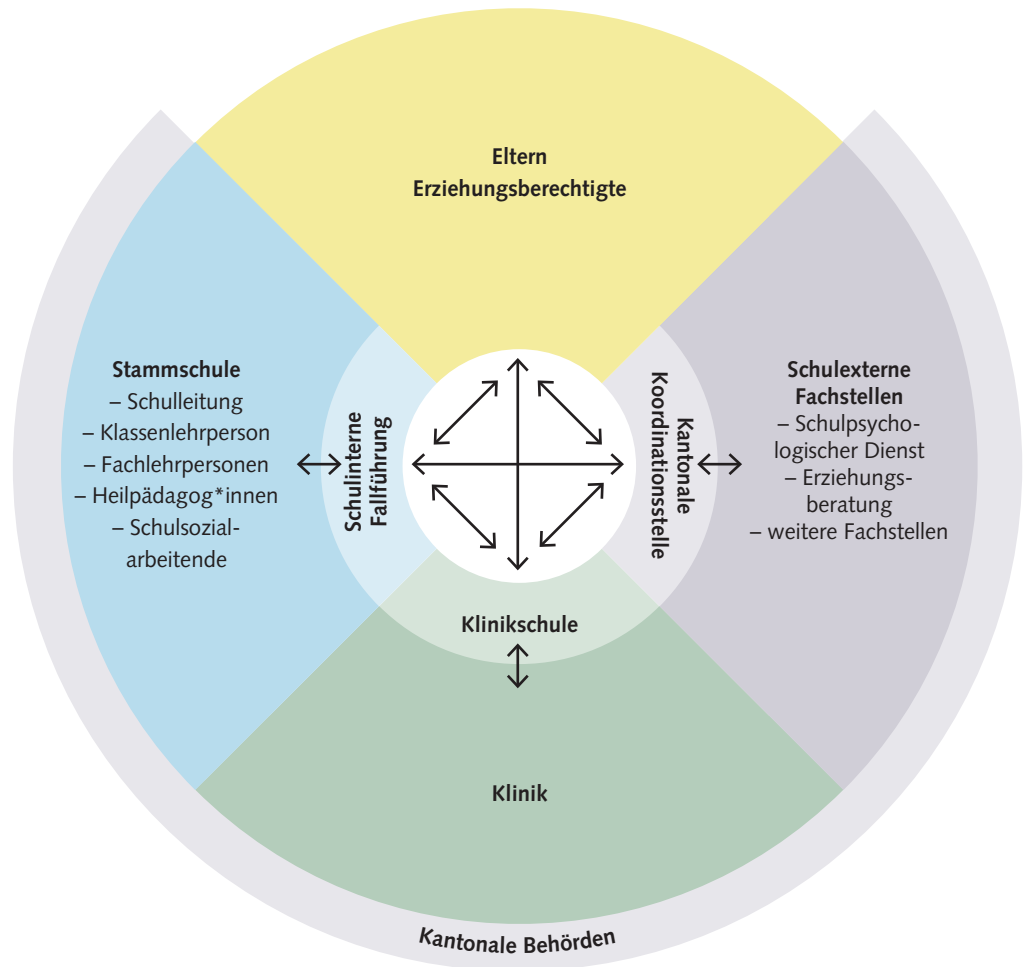 Eltern
Erziehungsberechtigte
Stammschule
– Schulleitung
– Klassenlehrperson
– Fachlehrpersonen
– Heilpädagog*innen
– Schulsozial-
arbeitende
Schulinterne
Fallführung
Kantonale
Koordinationsstelle
Schulexterne
Fachstellen
– Schulpsycho-
logischer Dienst
– Erziehungs-
beratung
– weitere Fachstellen
Klinikschule
Klinik
Kantonale Behörden